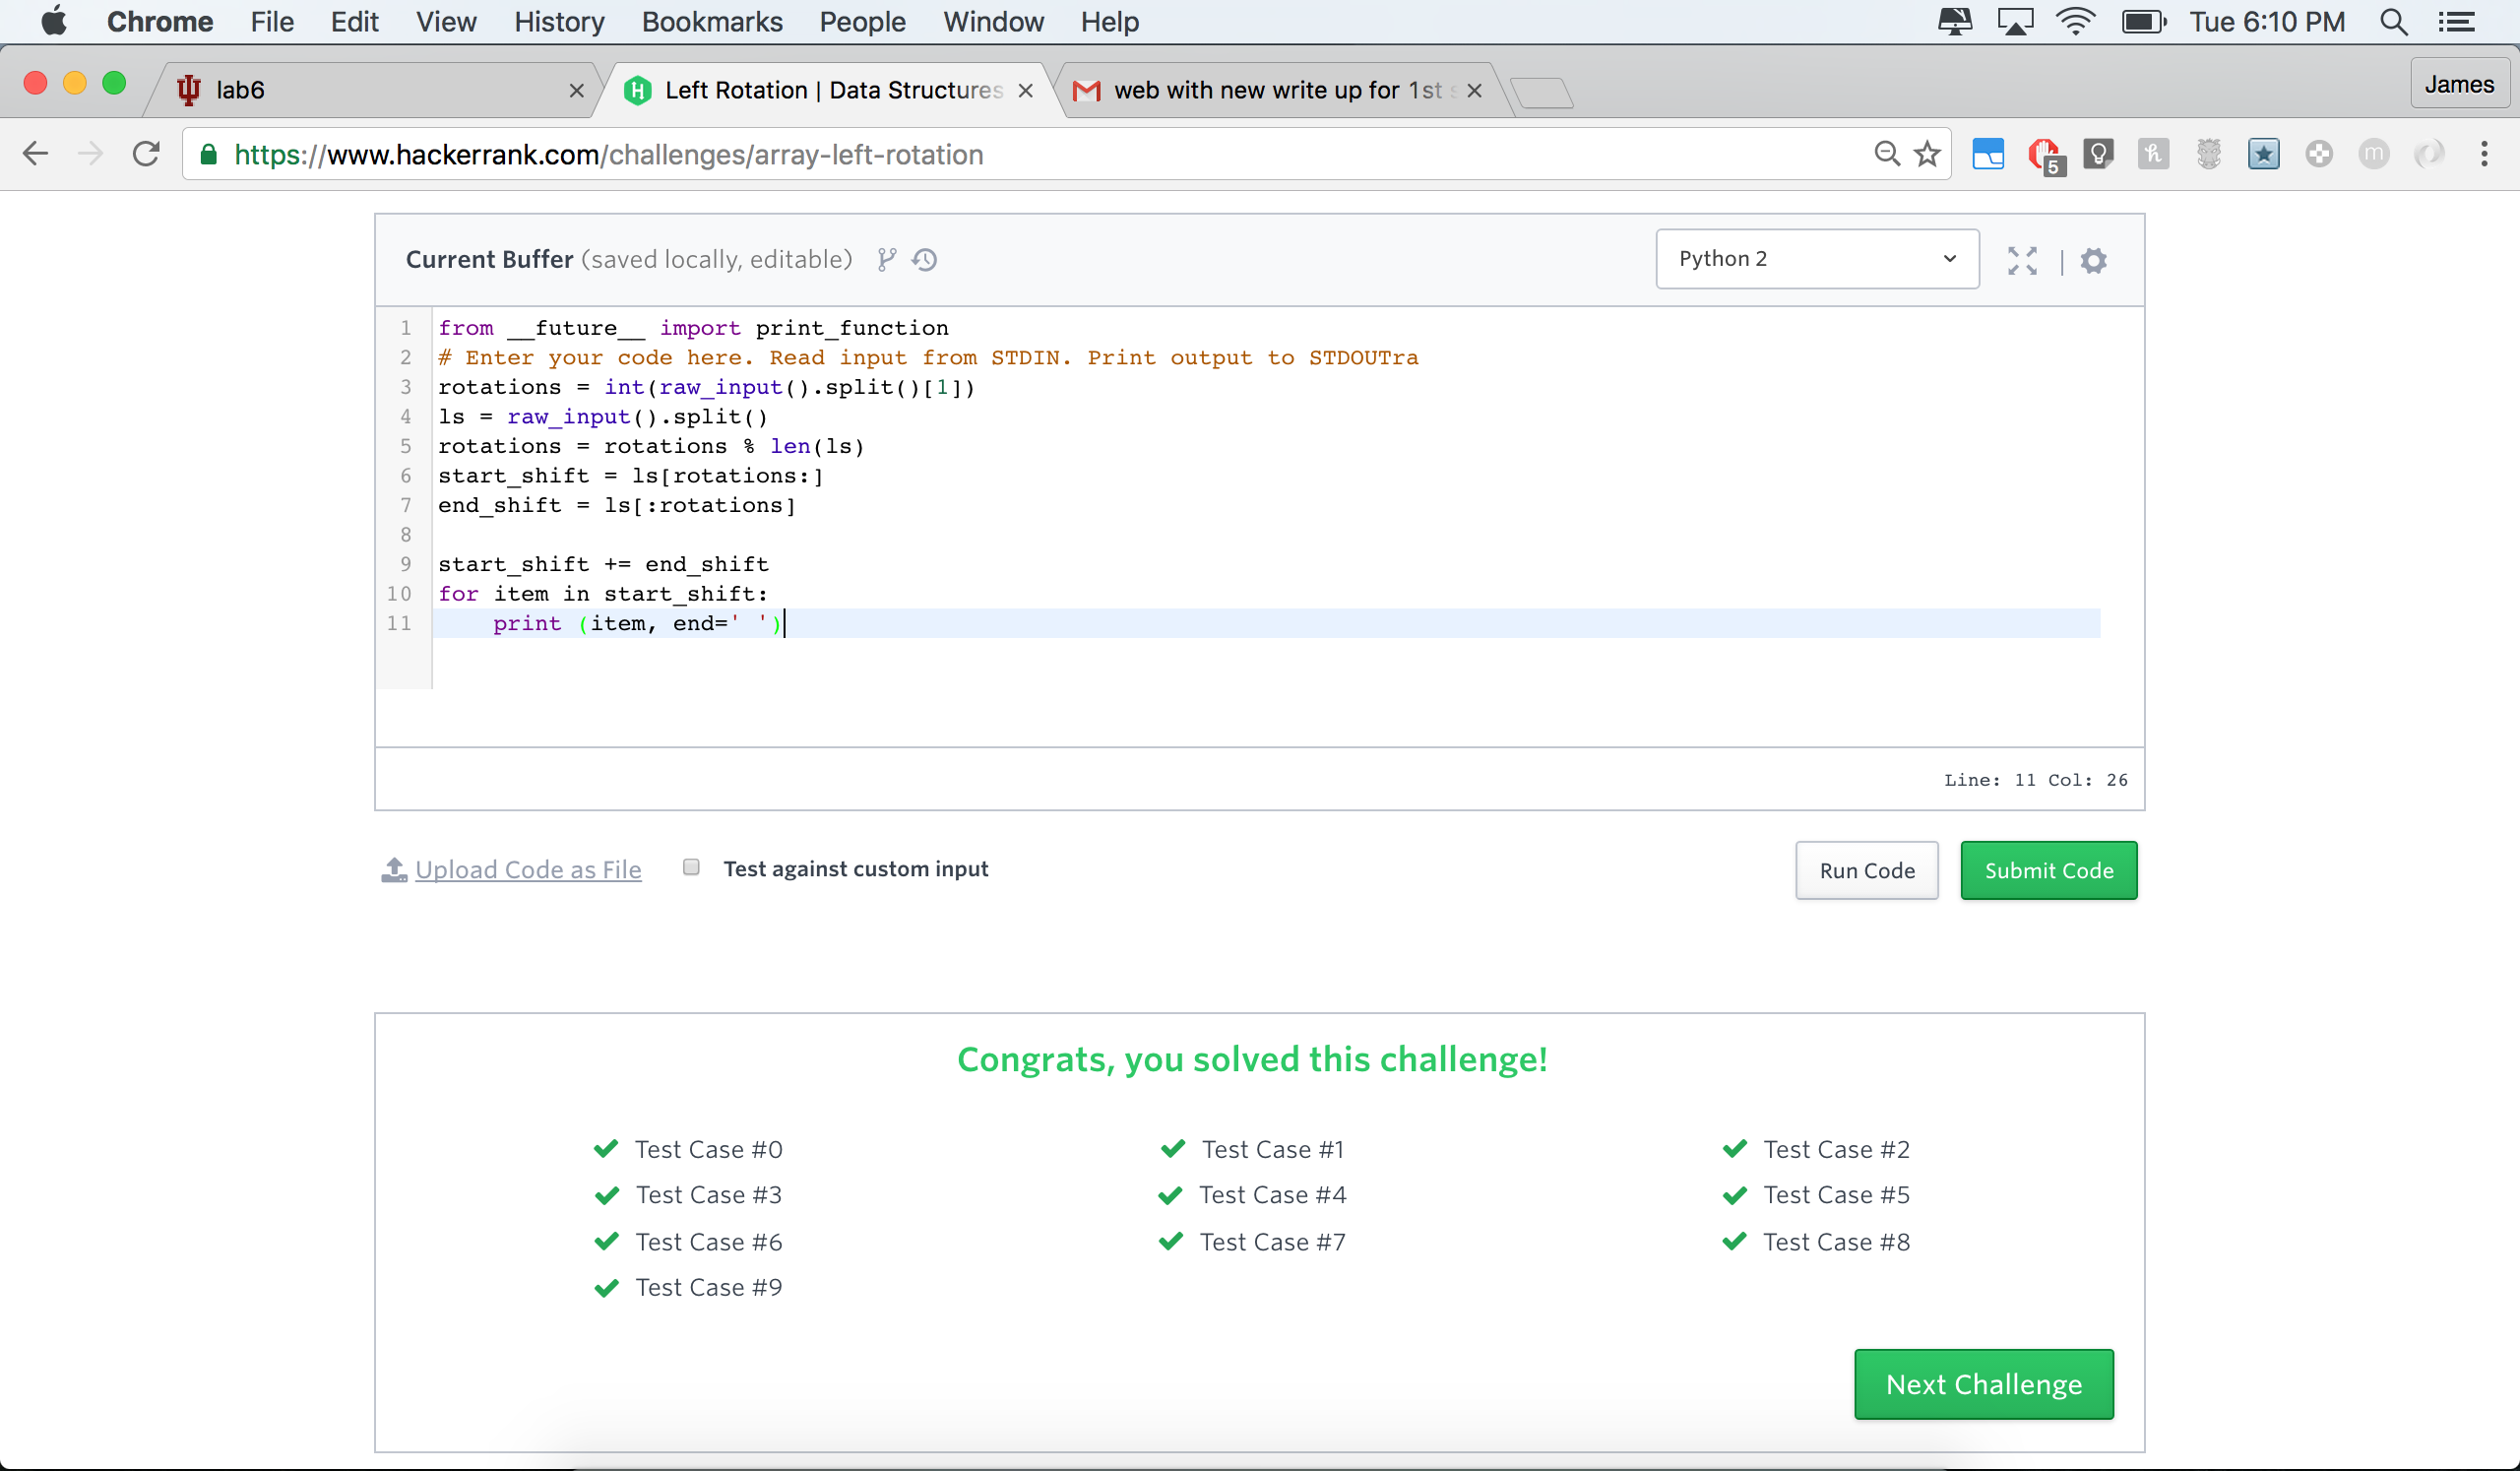 Chrome File Edit View History Bookmarks People Window Help Tue 6:10 PM
lab6 Left Rotation | Data Structures web with new write up for 1st s James
https://www.hackerrank.com/challenges/array-left-rotation 5 h m
Current Buffer (saved locally, editable) Python 2
1 from __future__ import print_function
2 # Enter your code here. Read input from STDIN. Print output to STDOUTra
3 rotations = int(raw_input().split()[1])
4 ls = raw_input().split()
5 rotations = rotations % len(ls)
6 start_shift = ls[rotations:]
7 end_shift = ls[:rotations]
8
9 start_shift += end_shift
10 for item in start_shift:
11     print (item, end=' ')
Line: 11 Col: 26
Upload Code as File Test against custom input Run Code Submit Code
Congrats, you solved this challenge!
Test Case #0 Test Case #1 Test Case #2
Test Case #3 Test Case #4 Test Case #5
Test Case #6 Test Case #7 Test Case #8
Test Case #9
Next Challenge